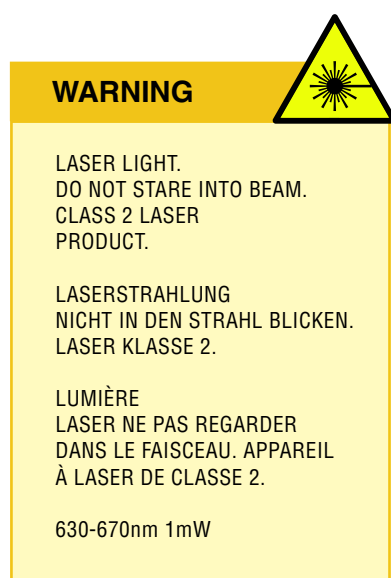 WARNING
LASER LIGHT.
DO NOT STARE INTO BEAM.
CLASS 2 LASER
PRODUCT.
LASERSTRAHLUNG
NICHT IN DEN STRAHL BLICKEN.
LASER KLASSE 2.
LUMIÈRE
LASER NE PAS REGARDER
DANS LE FAISCEAU. APPAREIL
À LASER DE CLASSE 2.
630-670nm 1mW